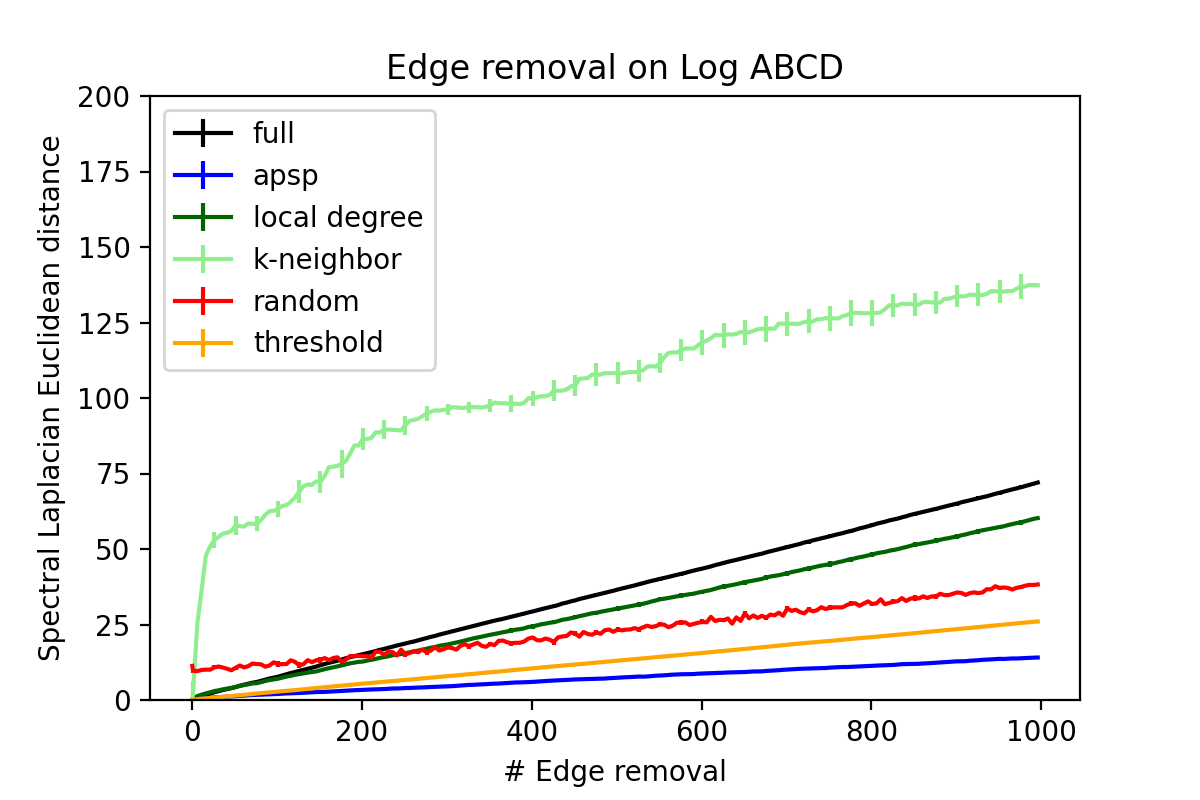 Edge removal on Log ABCD
Spectral Laplacian Euclidean distance
200
175
150
125
100
75
50
25
0
full
apsp
local degree
k-neighbor
random
threshold
0 200 400 600 800 1000
# Edge removal